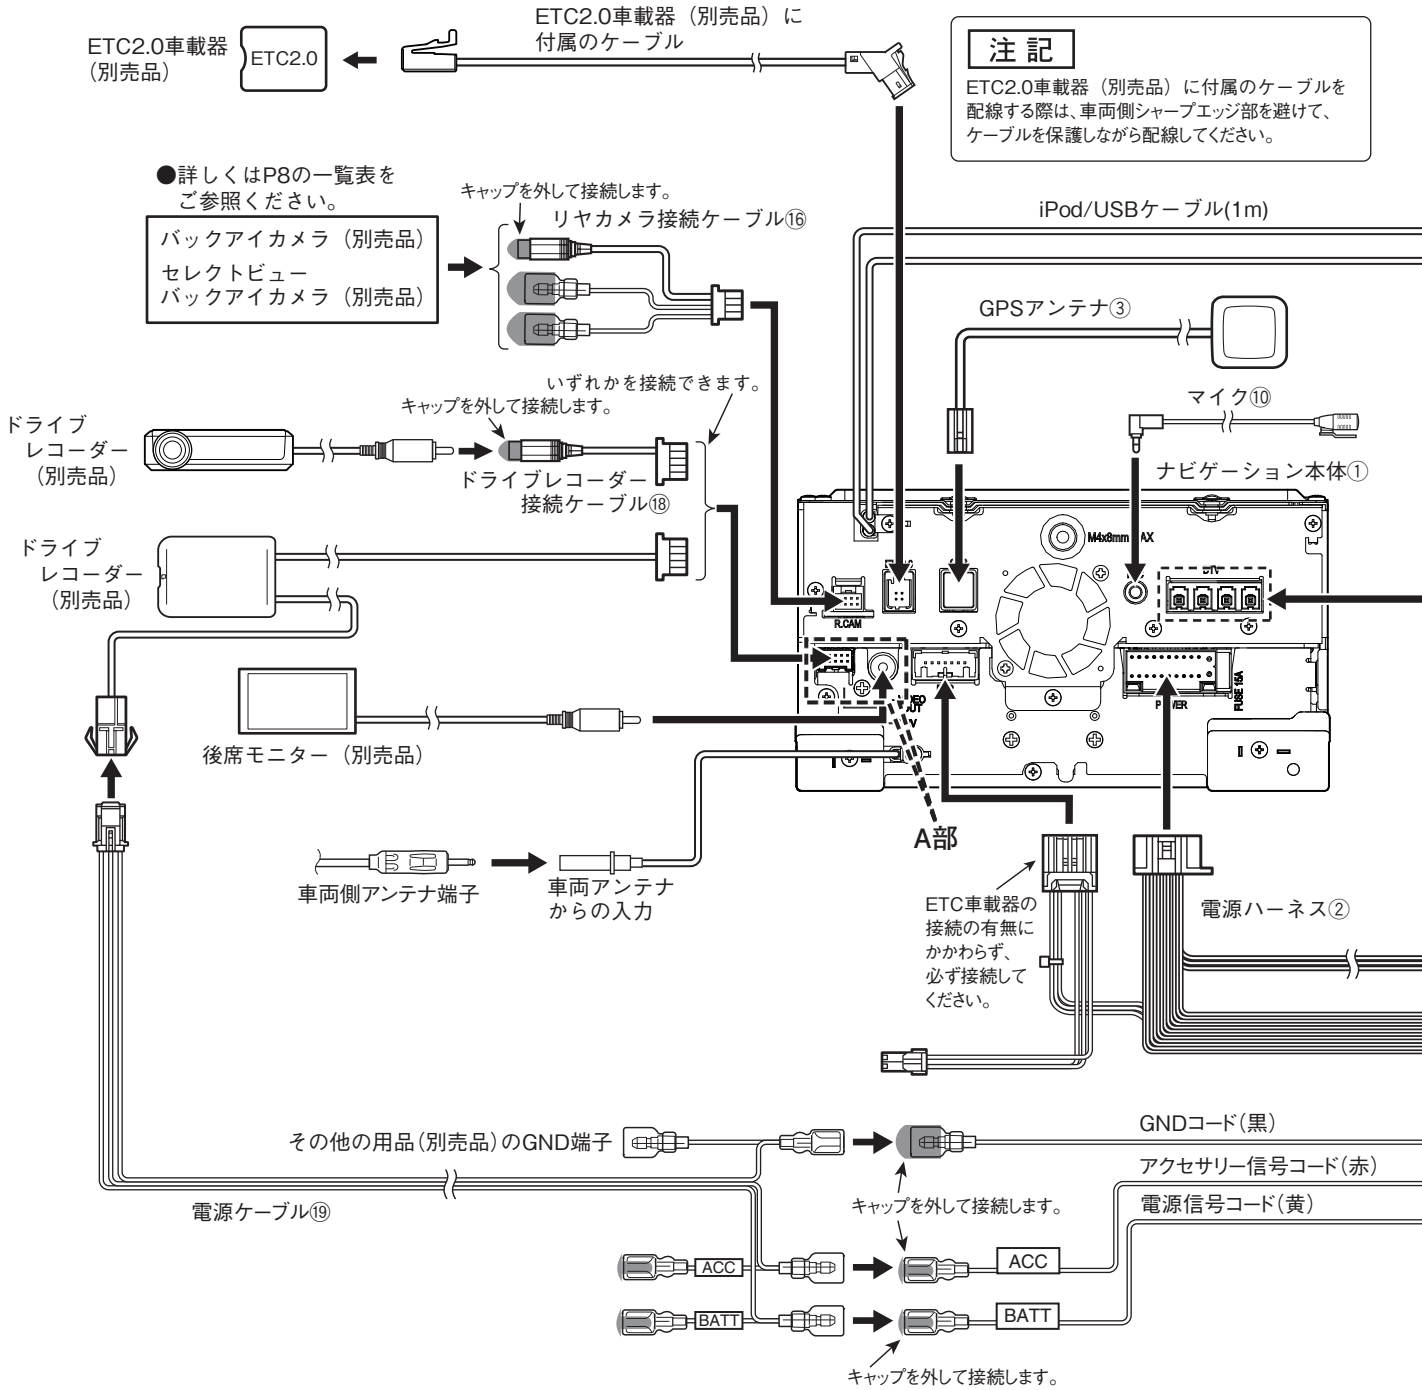 ETC2.0車載器（別売品）に
付属のケーブル
ETC2.0車載器
（別売品）
ETC2.0
注 記
ETC2.0車載器（別売品）に付属のケーブルを
配線する際は、車両側シャープエッジ部を避けて、
ケーブルを保護しながら配線してください。
●詳しくはP8の一覧表を
ご参照ください。
バックアイカメラ（別売品）
セレクトビュー
バックアイカメラ（別売品）
キャップを外して接続します。
リヤカメラ接続ケーブル⑯
iPod/USBケーブル(1m)
GPSアンテナ③
マイク⑩
ナビゲーション本体①
いずれかを接続できます。
キャップを外して接続します。
ドライブ
レコーダー
（別売品）
ドライブレコーダー
接続ケーブル⑱
ドライブ
レコーダー
（別売品）
後席モニター（別売品）
R.CAM
FUSE 15A
A部
車両側アンテナ端子
車両アンテナ
からの入力
ETC車載器の
接続の有無に
かかわらず、
必ず接続して
ください。
電源ハーネス②
その他の用品（別売品）のGND端子
GNDコード（黒）
アクセサリー信号コード（赤）
電源信号コード（黄）
電源ケーブル⑲
キャップを外して接続します。
ACC
ACC
BATT
BATT
キャップを外して接続します。